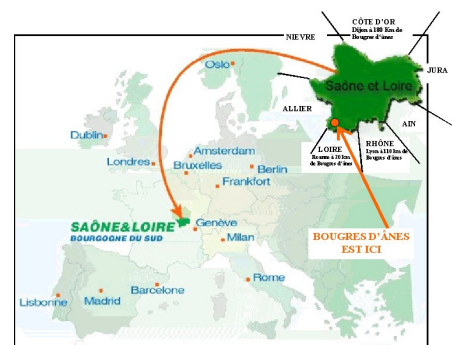 CÔTE D'OR
Dijon à 180 Km de
Bougres d'ânes
NIEVRE
JURA
Saône et Loire
ALLIER
AIN
LOIRE
Roanne à 20 km
de Bougres d'ânes
RHÔNE
Lyon à 110 km de
Bougres d'ânes
BOUGRES D'ÂNES
EST ICI
Oslo
Dublin
Londres
Amsterdam
Bruxelles
Berlin
Frankfort
SAÔNE&LOIRE
BOURGOGNE DU SUD
Genève
Milan
Rome
Barcelone
Madrid
Lisbonne